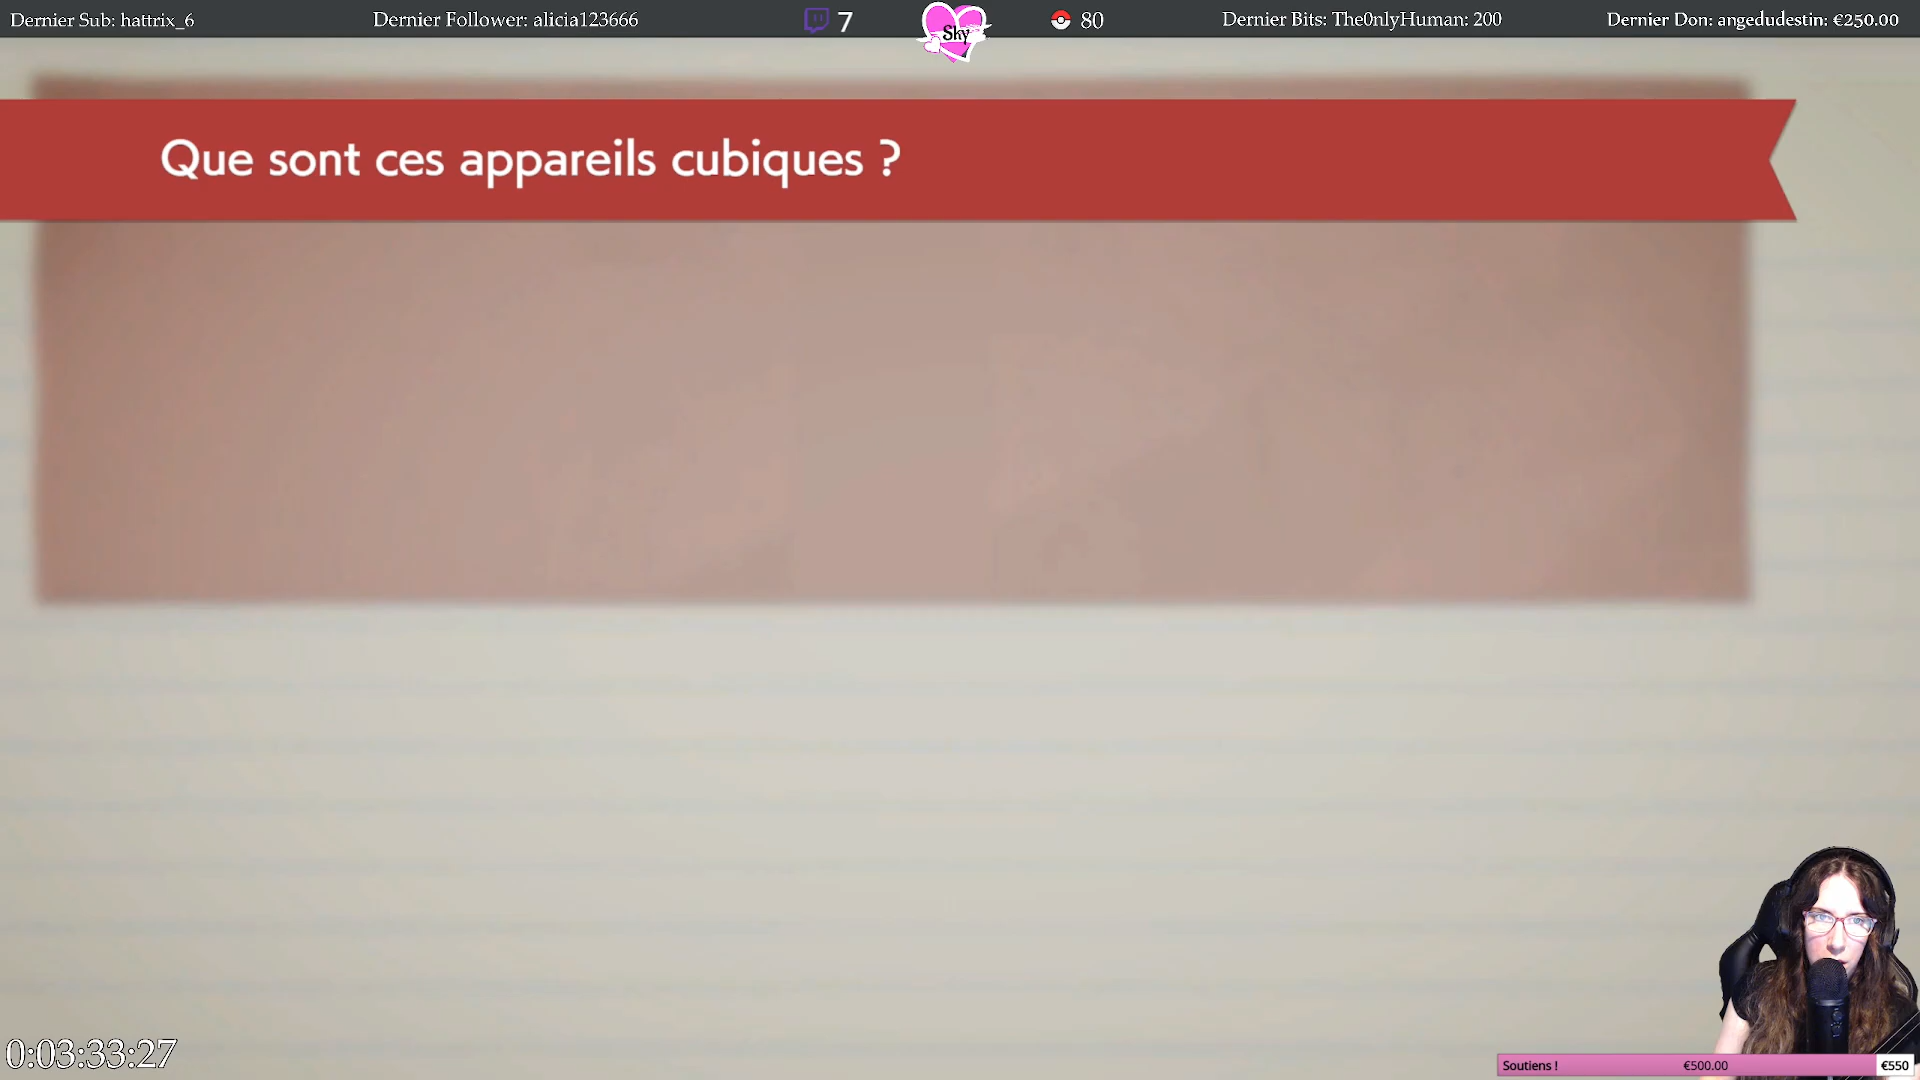 Dernier Sub: hattrix_6
Dernier Follower: alicia123666
7
Sky
80
Dernier Bits: The0nlyHuman: 200
Dernier Don: angedudestin: €250.00
Que sont ces appareils cubiques ?
0:03:33:27
Soutiens !
€500.00
€550